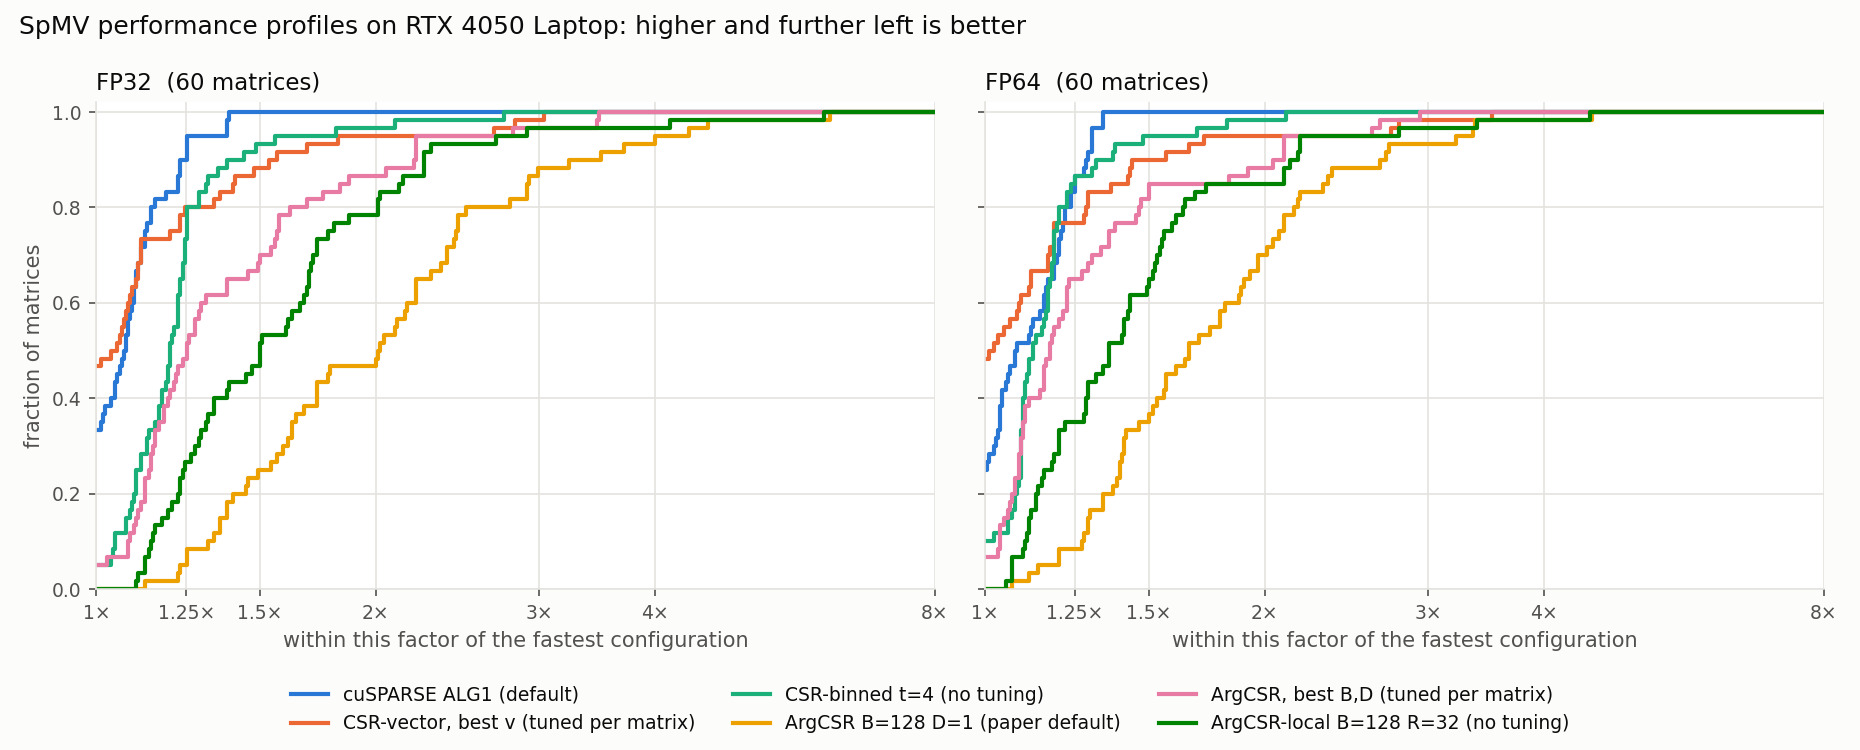 SpMV performance profiles on RTX 4050 Laptop: higher and further left is better
FP32  (60 matrices)
FP64  (60 matrices)
fraction of matrices
1.0
0.8
0.6
0.4
0.2
0.0
1× 1.25× 1.5× 2× 3× 4× 8×
1× 1.25× 1.5× 2× 3× 4× 8×
within this factor of the fastest configuration
within this factor of the fastest configuration
cuSPARSE ALG1 (default)
CSR-vector, best v (tuned per matrix)
CSR-binned t=4 (no tuning)
ArgCSR B=128 D=1 (paper default)
ArgCSR, best B,D (tuned per matrix)
ArgCSR-local B=128 R=32 (no tuning)